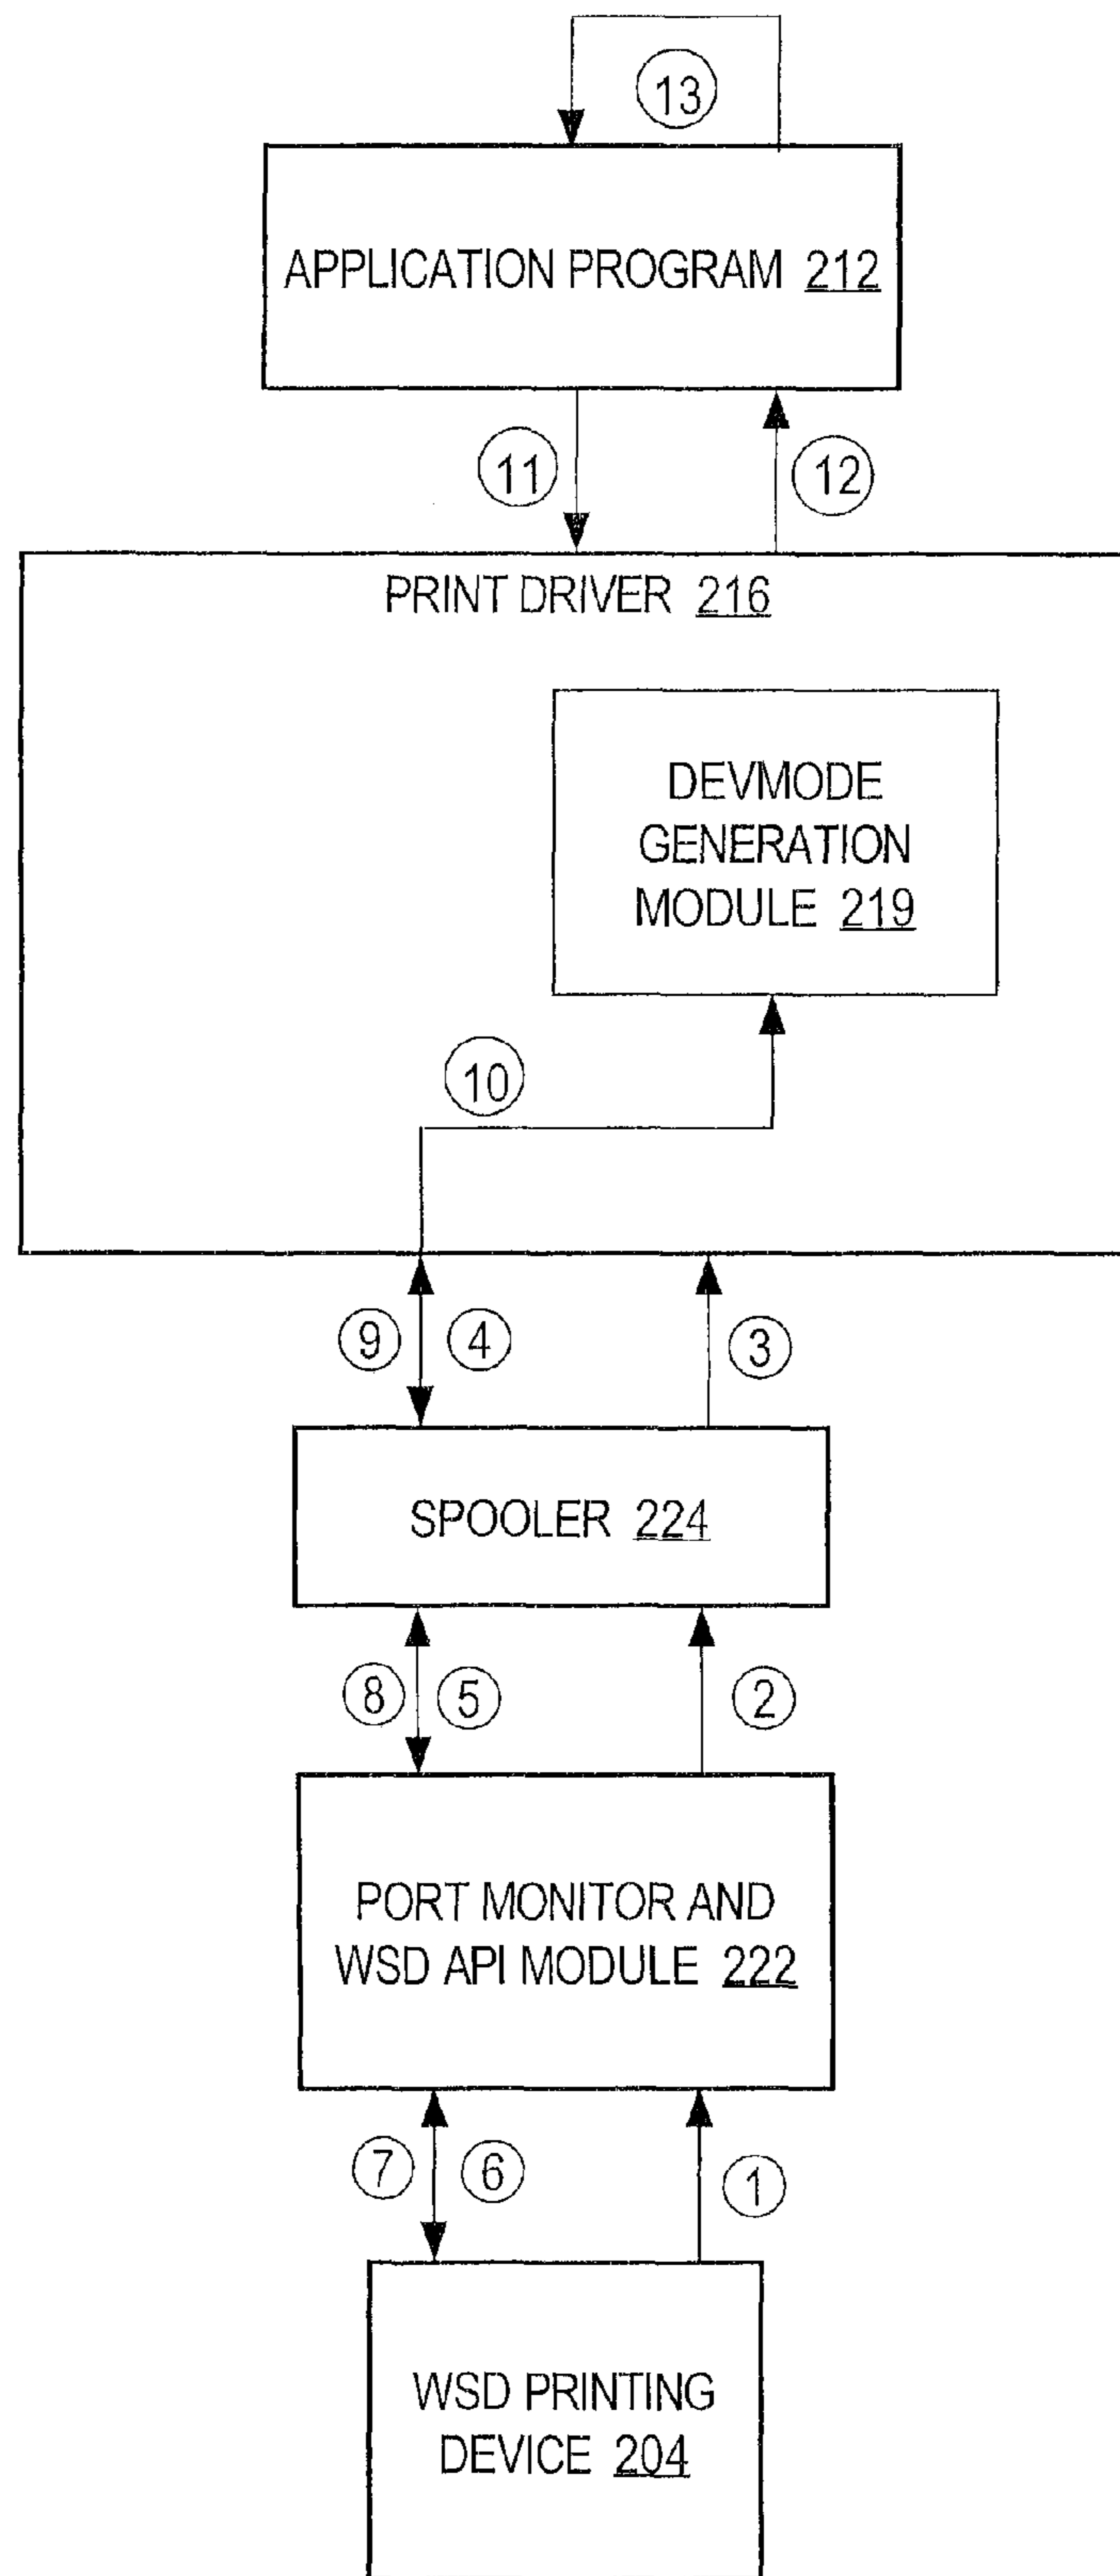 13
APPLICATION PROGRAM 212
11
12
PRINT DRIVER 216
DEVMODE
GENERATION
MODULE 219
10
9 4 3
SPOOLER 224
8 5 2
PORT MONITOR AND
WSD API MODULE 222
7 6 1
WSD PRINTING
DEVICE 204